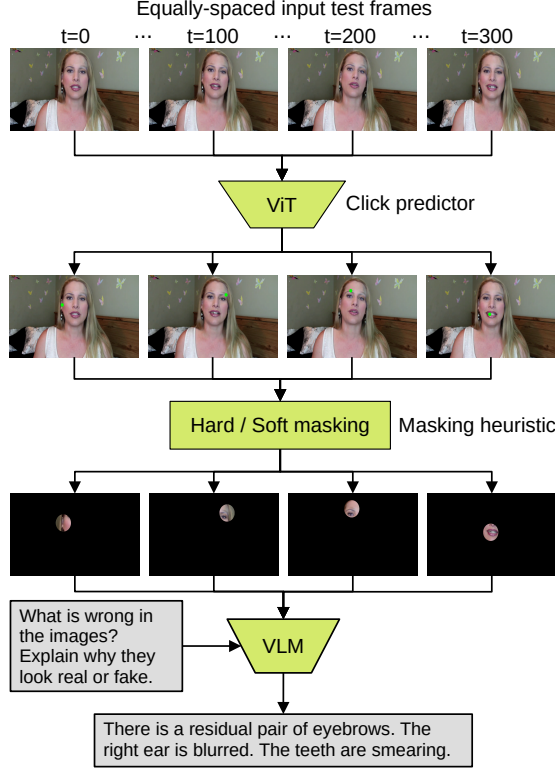 Equally-spaced input test frames
t=0 ... t=100 ... t=200 ... t=300
ViT
Click predictor
Hard / Soft masking
Masking heuristic
What is wrong in
the images?
Explain why they
look real or fake.
VLM
There is a residual pair of eyebrows. The
right ear is blurred. The teeth are smearing.